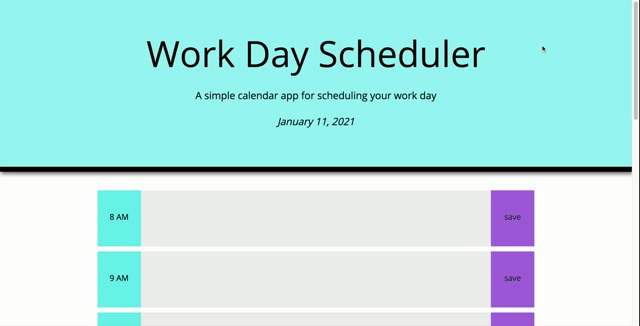 Work Day Scheduler
A simple calendar app for scheduling your work day
January 11, 2021
8 AM save
9 AM save